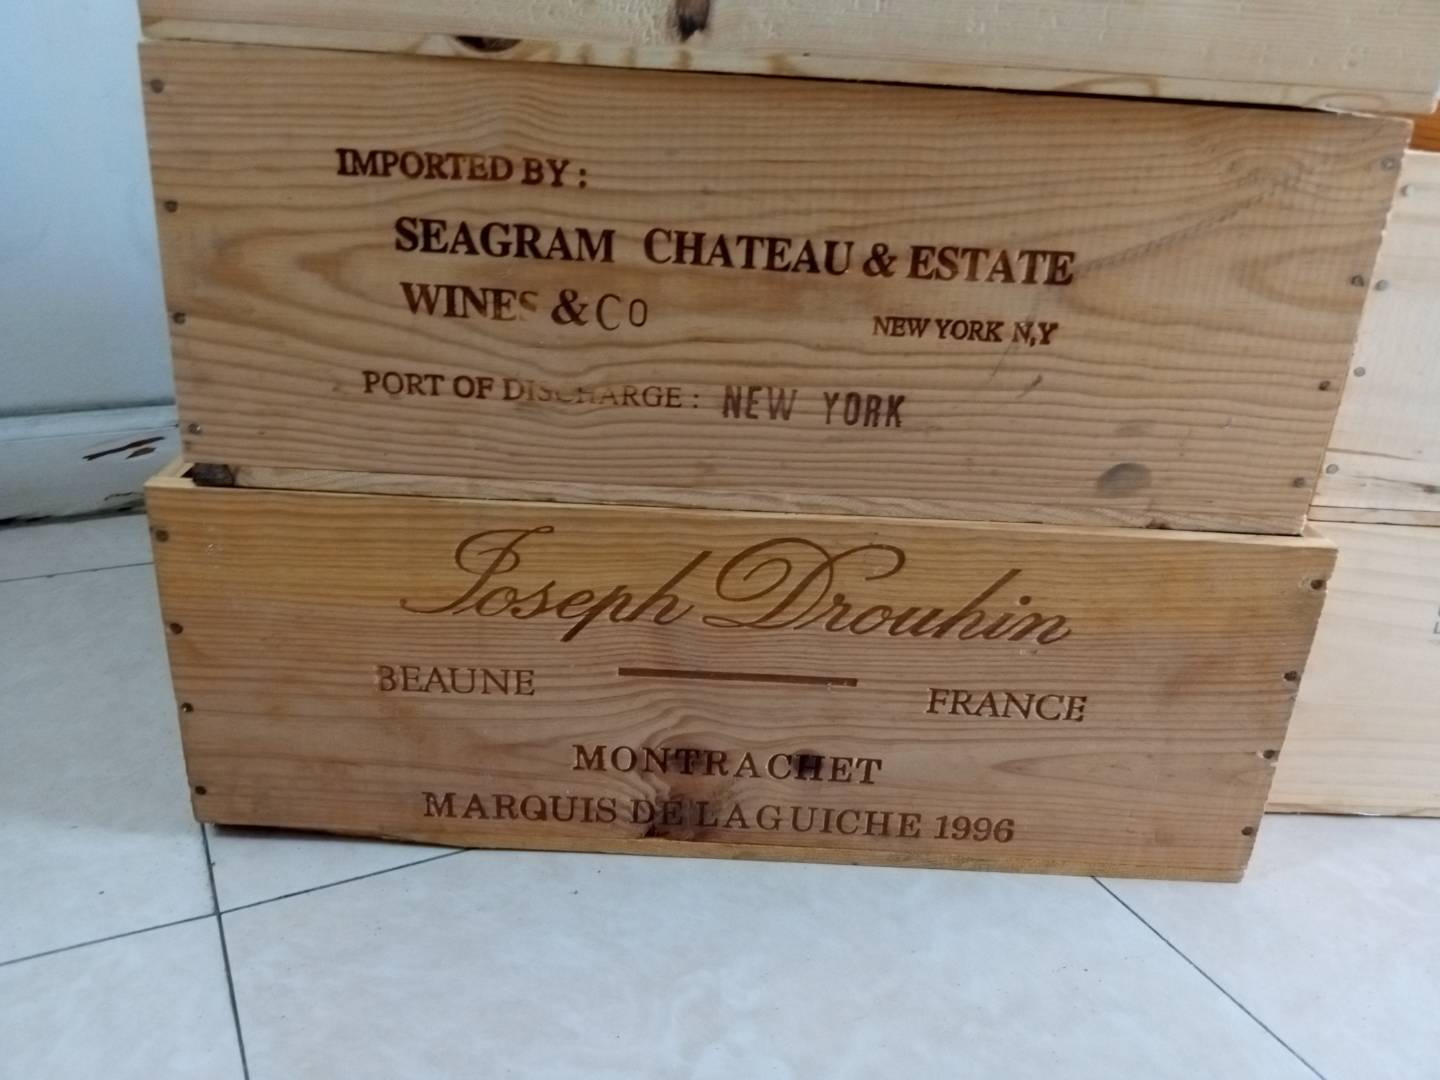 IMPORTED BY :
SEAGRAM CHATEAU & ESTATE
WINES & CO NEW YORK N,Y
PORT OF DISCHARGE : NEW YORK
Joseph Drouhin
BEAUNE FRANCE
MONTRACHET
MARQUIS DE LAGUICHE 1996